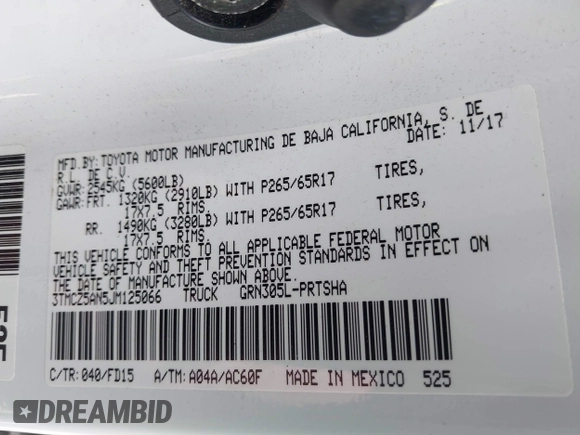 MFD.BY:TOYOTA MOTOR MANUFACTURING DE BAJA CALIFORNIA, S. DE
R.L. DE C.V. DATE: 11/17
GVWR:2545KG (5600LB)
GAWR:FRT. 1320KG (2910LB) WITH P265/65R17 TIRES,
17X7.5 RIMS.
RR. 1490KG (3280LB) WITH P265/65R17 TIRES,
17X7.5 RIMS.
THIS VEHICLE CONFORMS TO ALL APPLICABLE FEDERAL MOTOR
VEHICLE SAFETY AND THEFT PREVENTION STANDARDS IN EFFECT ON
THE DATE OF MANUFACTURE SHOWN ABOVE.
3TMCZ5AN5JM125066 TRUCK GRN305L-PRTSHA
C/TR:040/FD15 A/TM:A04A/AC60F MADE IN MEXICO 525
DREAMBID